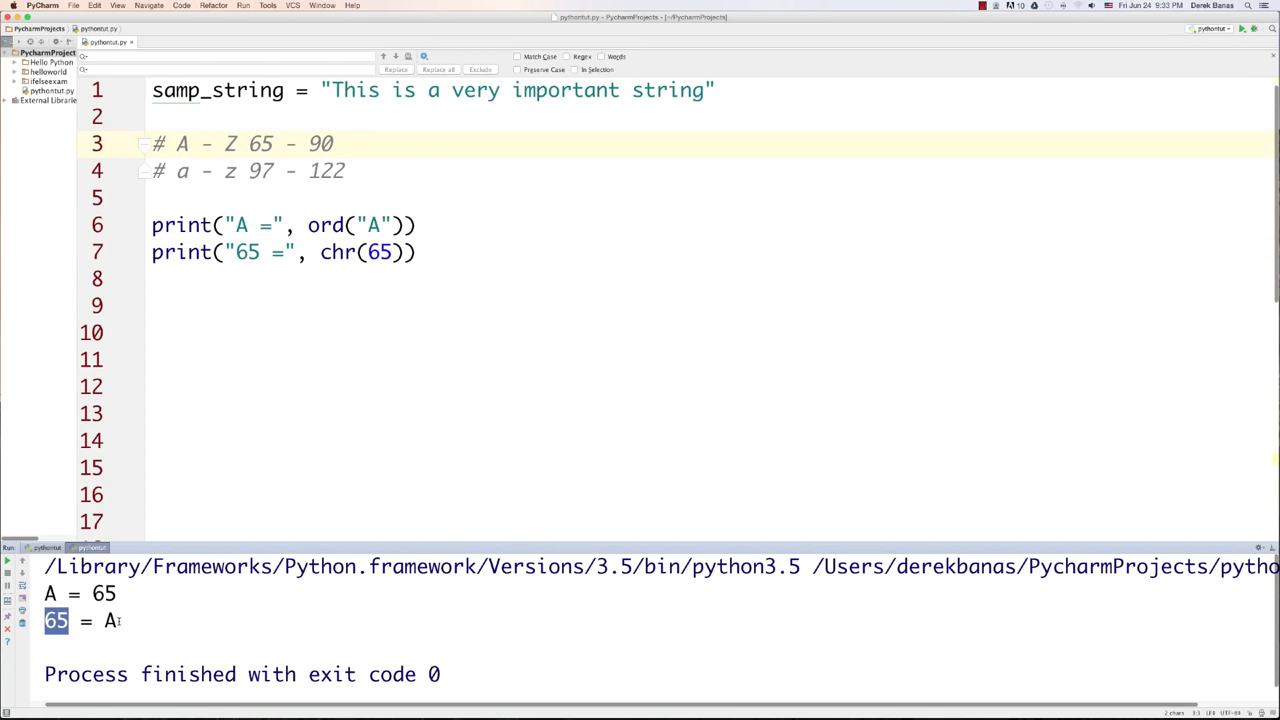 PyCharm File Edit View Navigate Code Refactor Run Tools VCS Window Help
10 Fri Jun 24 9:33 PM Derek Banas
pythontut.py - PycharmProjects - [~/PycharmProjects]
PycharmProjects pythontut.py
pythontut
pythontut.py ×
PycharmProject
Match Case Regex Words
Hello Python
Replace Replace all Exclude Preserve Case In Selection
helloworld
ifelseexam
pythontut.py
External Librarie
1 samp_string = "This is a very important string"
2
3 # A - Z 65 - 90
4 # a - z 97 - 122
5
6 print("A =", ord("A"))
7 print("65 =", chr(65))
8
9
10
11
12
13
14
15
16
17
Run: pythontut pythontut
/Library/Frameworks/Python.framework/Versions/3.5/bin/python3.5 /Users/derekbanas/PycharmProjects/pytho
A = 65
65 = A
Process finished with exit code 0
2 chars 3:1 LF UTF-8